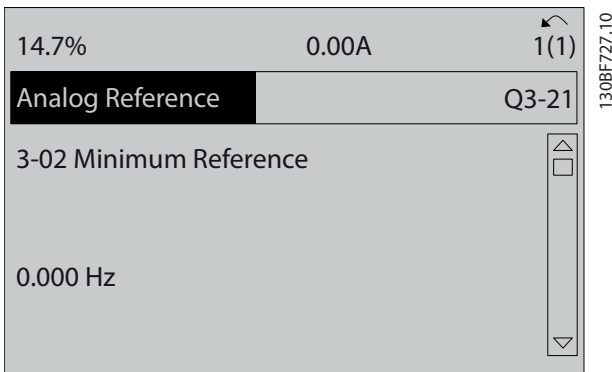 14.7% 0.00A 1(1)
Analog Reference Q3-21
3-02 Minimum Reference
0.000 Hz
130BF727.10